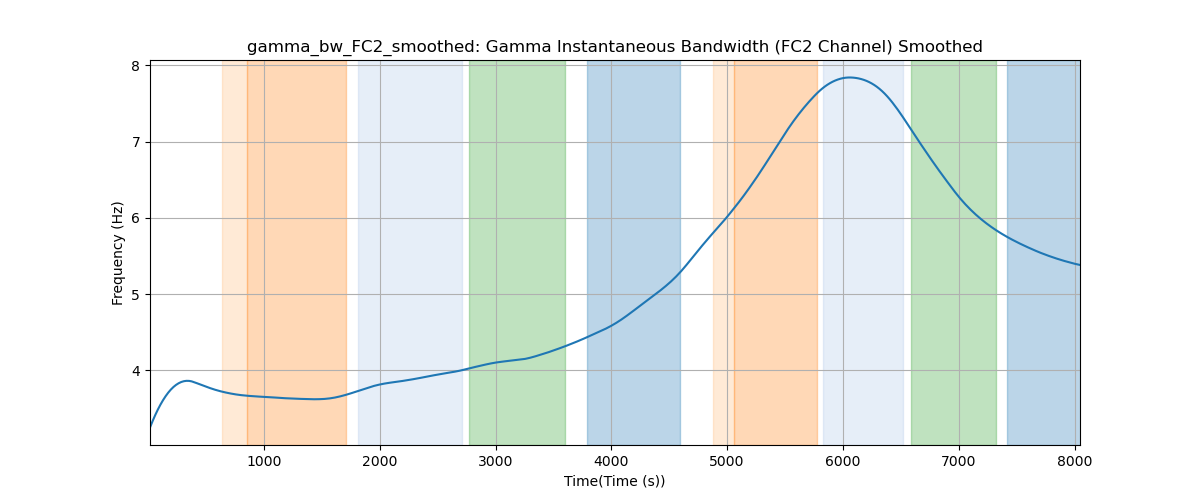 gamma_bw_FC2_smoothed: Gamma Instantaneous Bandwidth (FC2 Channel) Smoothed
8
7
6
5
4
Frequency (Hz)
1000 2000 3000 4000 5000 6000 7000 8000
Time(Time (s))